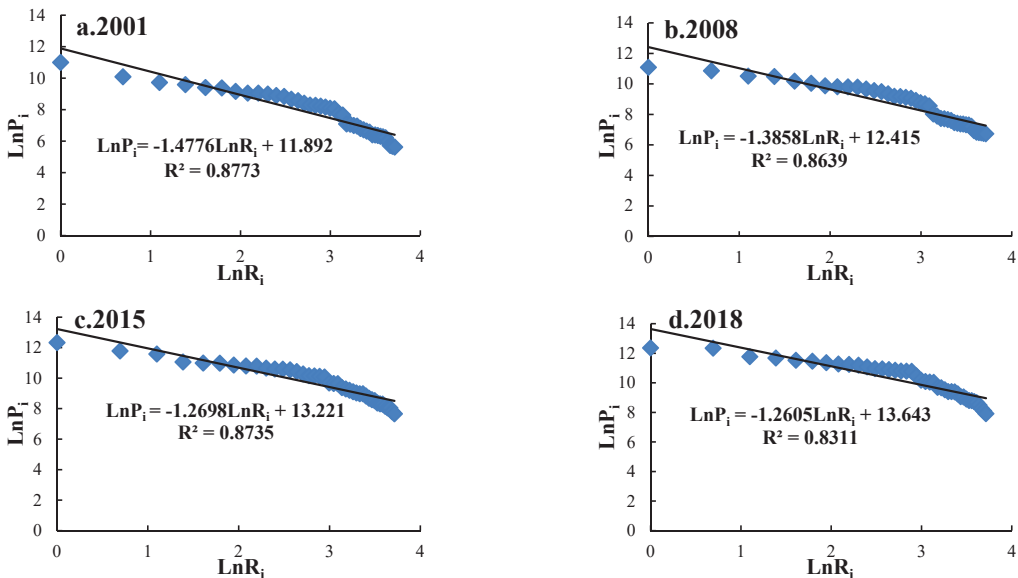 a.2001
14
12
10
8
6
4
2
0
LnPᵢ
LnPᵢ= -1.4776LnRᵢ + 11.892
R² = 0.8773
0 1 2 3 4
LnRᵢ
b.2008
14
12
10
8
6
4
2
0
LnPᵢ
LnPᵢ = -1.3858LnRᵢ + 12.415
R² = 0.8639
0 1 2 3 4
LnRᵢ
c.2015
14
12
10
8
6
4
2
0
LnPᵢ
LnPᵢ = -1.2698LnRᵢ + 13.221
R² = 0.8735
0 1 2 3 4
LnRᵢ
d.2018
14
12
10
8
6
4
2
0
LnPᵢ
LnPᵢ = -1.2605LnRᵢ + 13.643
R² = 0.8311
0 1 2 3 4
LnRᵢ